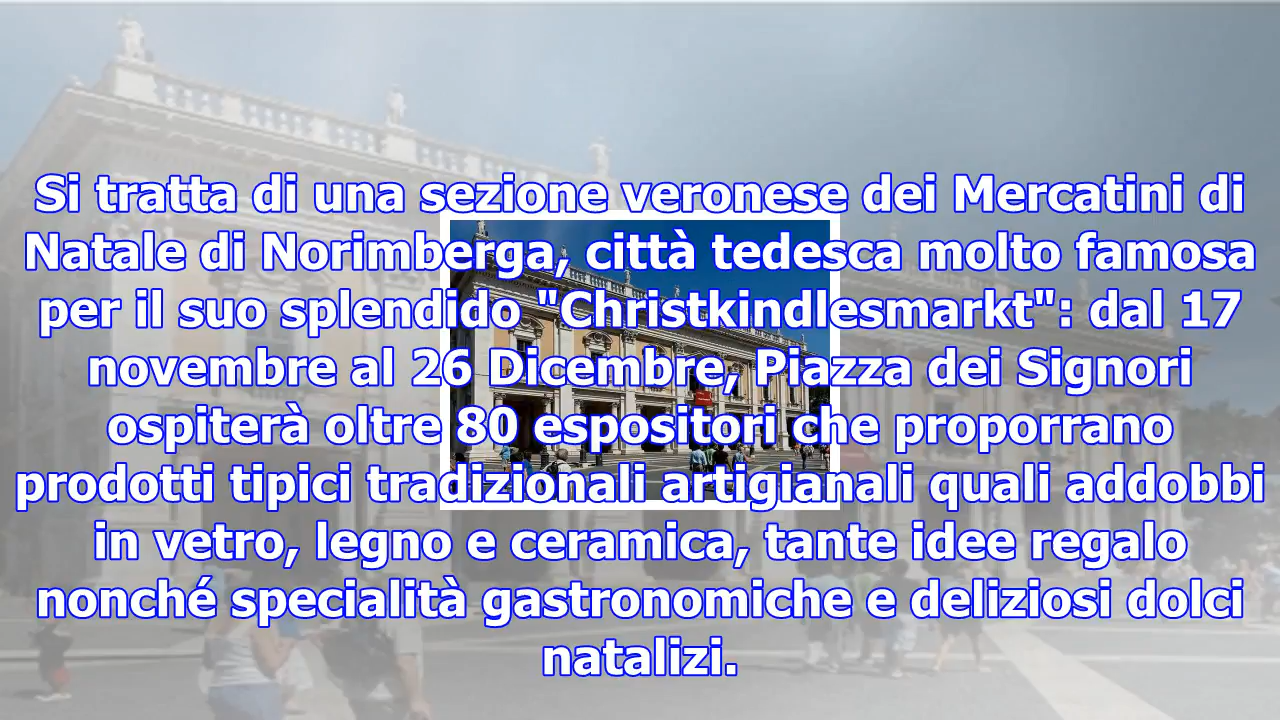 Si tratta di una sezione veronese dei Mercatini di
Natale di Norimberga, città tedesca molto famosa
per il suo splendido "Christkindlesmarkt": dal 17
novembre al 26 Dicembre, Piazza dei Signori
ospiterà oltre 80 espositori che proporrano
prodotti tipici tradizionali artigianali quali addobbi
in vetro, legno e ceramica, tante idee regalo
nonché specialità gastronomiche e deliziosi dolci
natalizi.